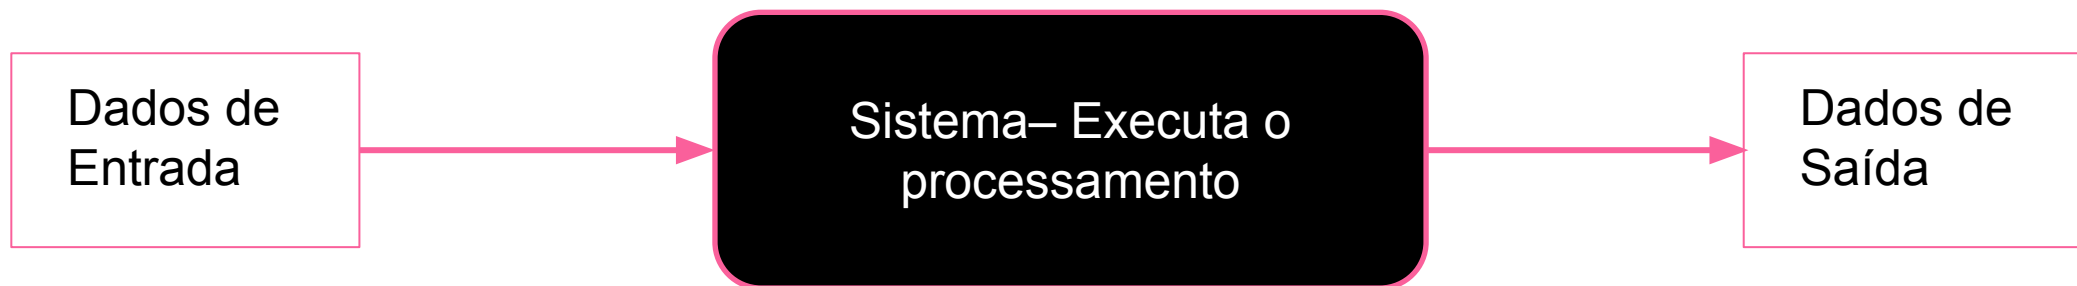 Dados de
Entrada
Sistema– Executa o
processamento
Dados de
Saída